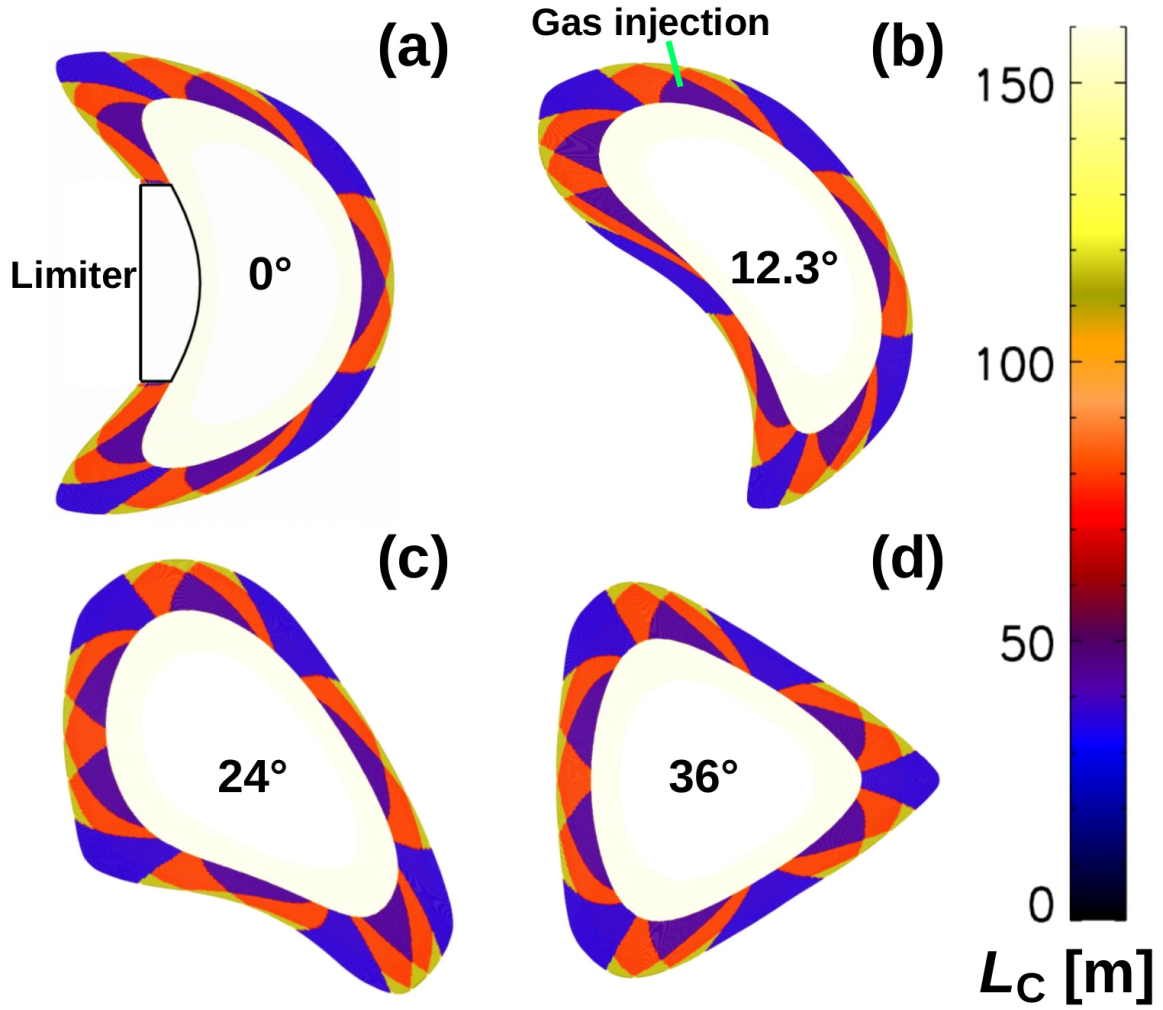 Gas injection
(a)
(b)
150
Limiter
0°
12.3°
100
(c)
(d)
50
24°
36°
0
L_C [m]